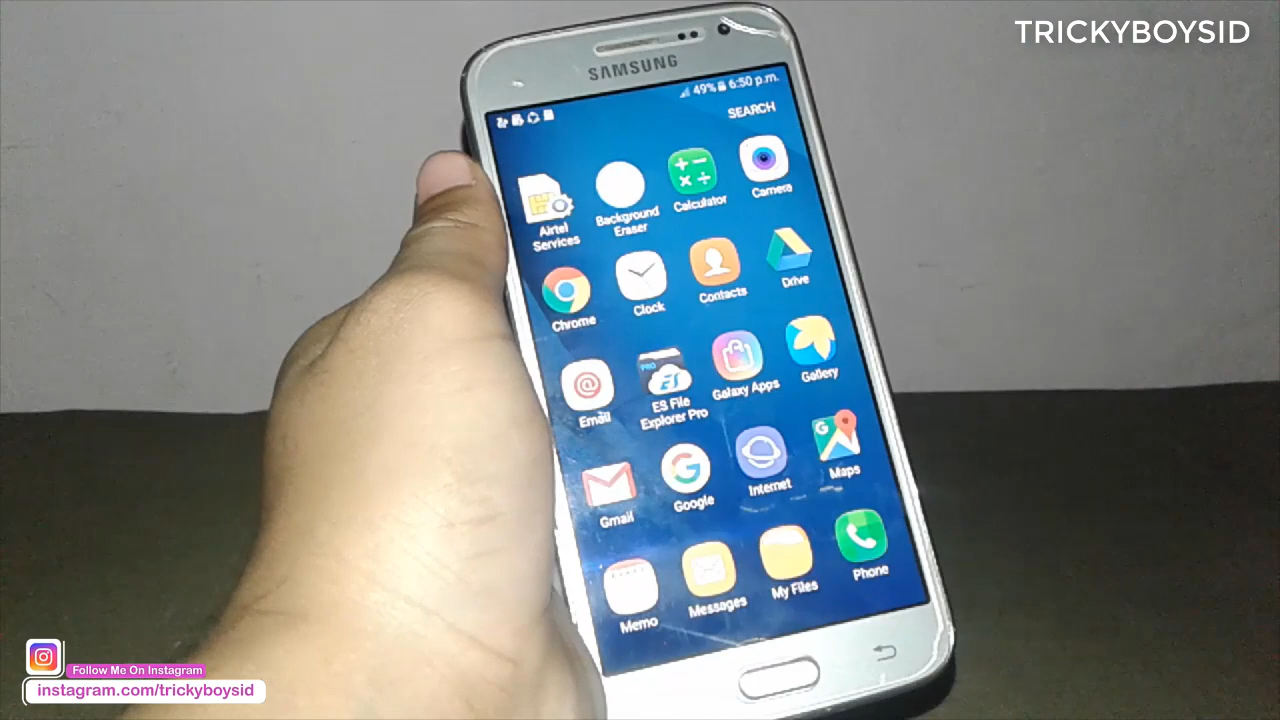 TRICKYBOYSID
SAMSUNG
49% 6:50 p.m.
SEARCH
Airtel
Services
Background
Eraser
Calculator
Camera
Chrome
Clock
Contacts
Drive
Email
PRO
ES
ES File
Explorer Pro
Galaxy Apps
Gallery
Gmail
Google
Internet
Maps
Memo
Messages
My Files
Phone
Follow Me On Instagram
instagram.com/trickyboysid